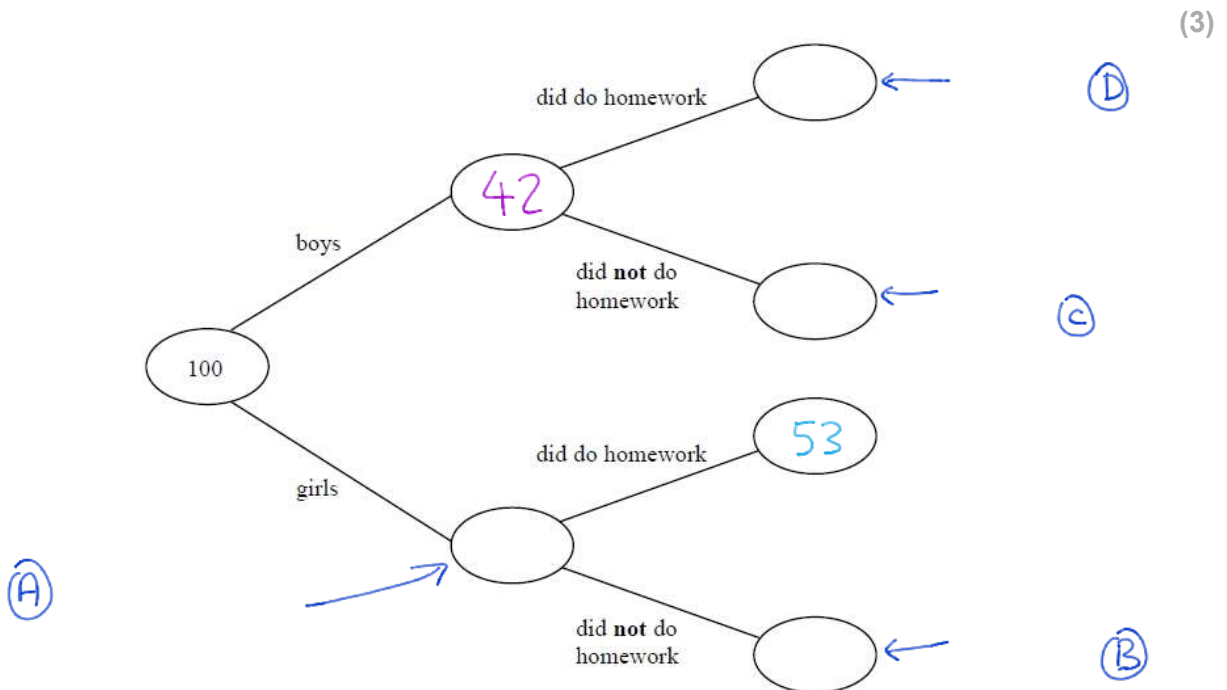 (3)
did do homework
D
42
boys
did not do
homework
C
100
did do homework
53
girls
A
did not do
homework
B